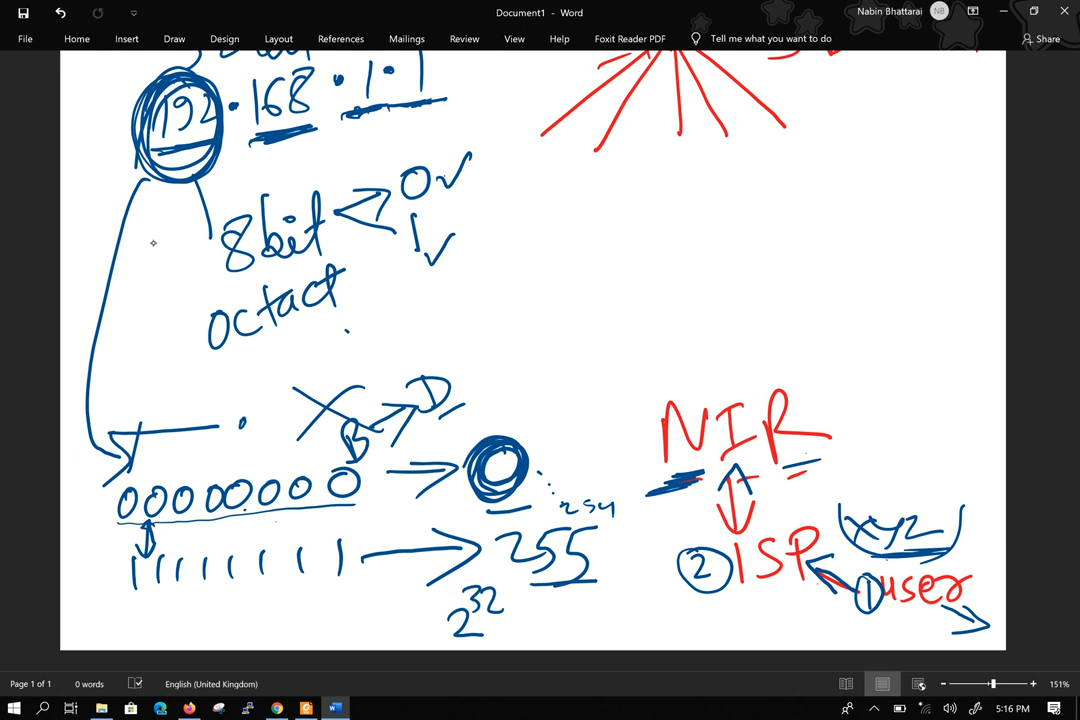 Document1 - Word
Nabin Bhattarai
NB
File Home Insert Draw Design Layout References Mailings Review View Help Foxit Reader PDF Tell me what you want to do Share
192.168.1.1
8bit
0
1
octact
B
D
00000000
0
254
11111111
255
2^32
NIR
ISP
2
xyz
1
user
Page 1 of 1 0 words English (United Kingdom) 151%
5:16 PM